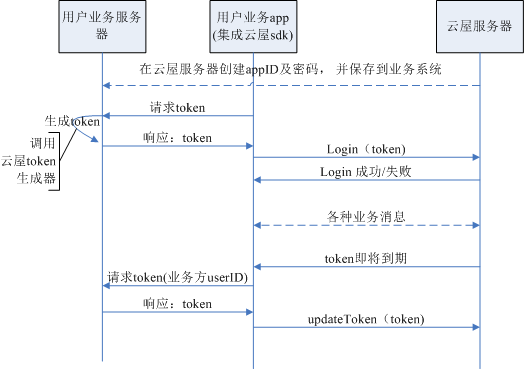 用户业务服务
器
用户业务app
(集成云屋sdk)
云屋服务器
在云屋服务器创建appID及密码，并保存到业务系统
请求token
生成token
响应：token
调用
云屋token
生成器
Login（token)
Login 成功/失败
各种业务消息
token即将到期
请求token(业务方userID)
响应：token
updateToken（token)